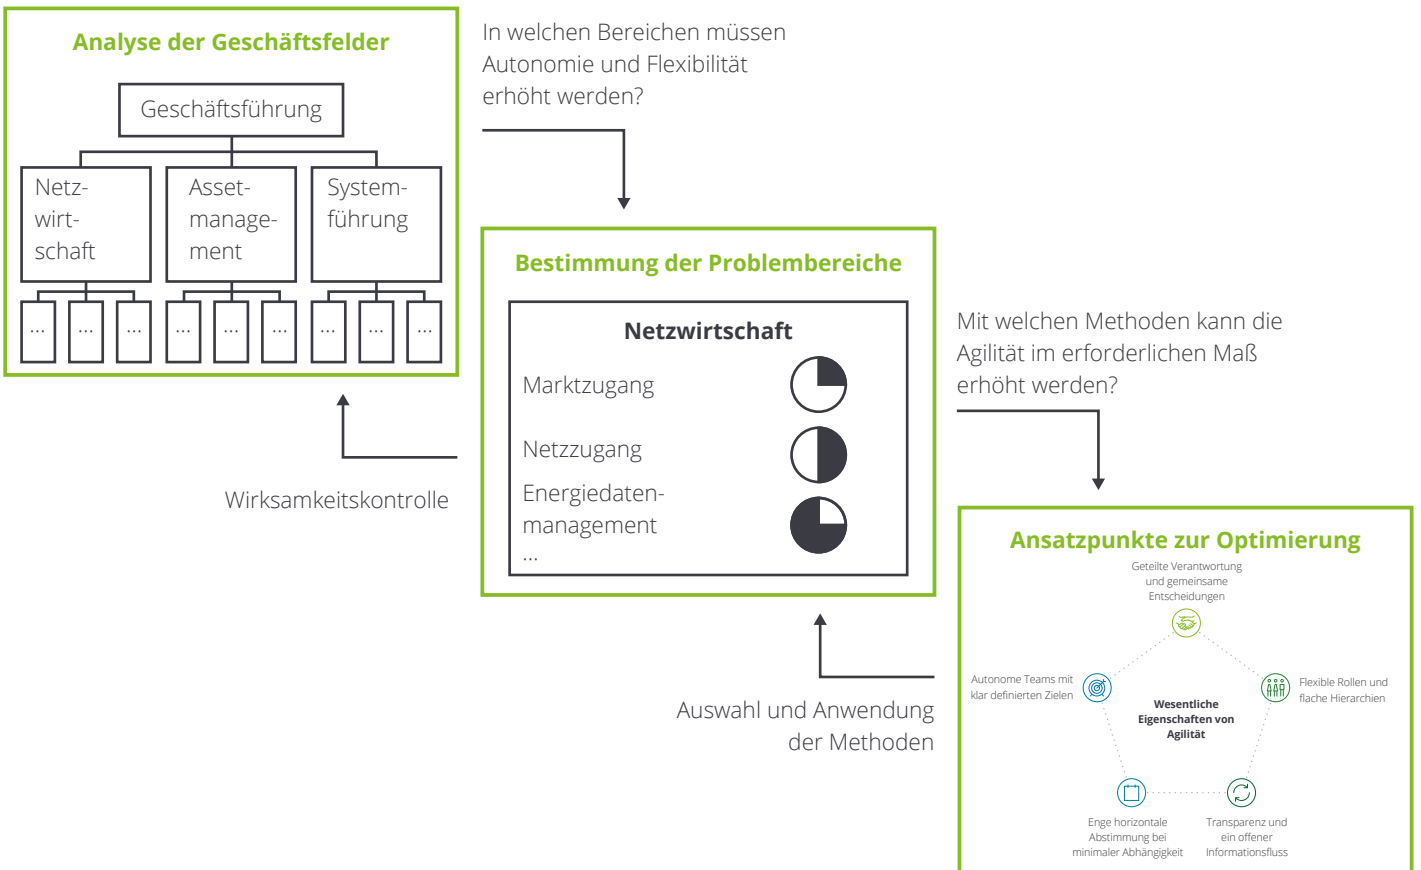 Analyse der Geschäftsfelder
Geschäftsführung
Netz-
wirt-
schaft
Asset-
manage-
ment
System-
führung
...
...
...
...
...
...
...
...
...
In welchen Bereichen müssen
Autonomie und Flexibilität
erhöht werden?
Bestimmung der Problembereiche
Netzwirtschaft
Marktzugang
Netzzugang
Energiedaten-
management
...
Wirksamkeitskontrolle
Mit welchen Methoden kann die
Agilität im erforderlichen Maß
erhöht werden?
Auswahl und Anwendung
der Methoden
Ansatzpunkte zur Optimierung
Geteilte Verantwortung
und gemeinsame
Entscheidungen
Autonome Teams mit
klar definierten Zielen
Flexible Rollen und
flache Hierarchien
Wesentliche
Eigenschaften von
Agilität
Enge horizontale
Abstimmung bei
minimaler Abhängigkeit
Transparenz und
ein offener
Informationsfluss